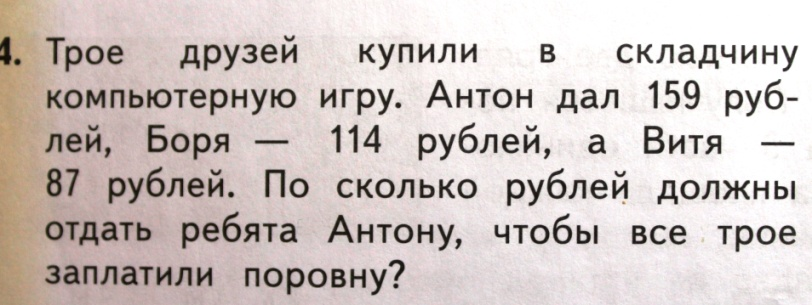 4. Трое друзей купили в складчину
компьютерную игру. Антон дал 159 руб-
лей, Боря — 114 рублей, а Витя —
87 рублей. По сколько рублей должны
отдать ребята Антону, чтобы все трое
заплатили поровну?